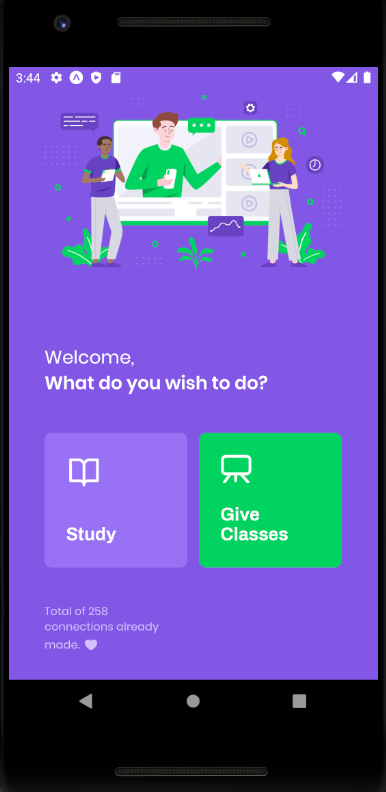 3:44
Welcome,
What do you wish to do?
Study
Give
Classes
Total of 258
connections already
made.